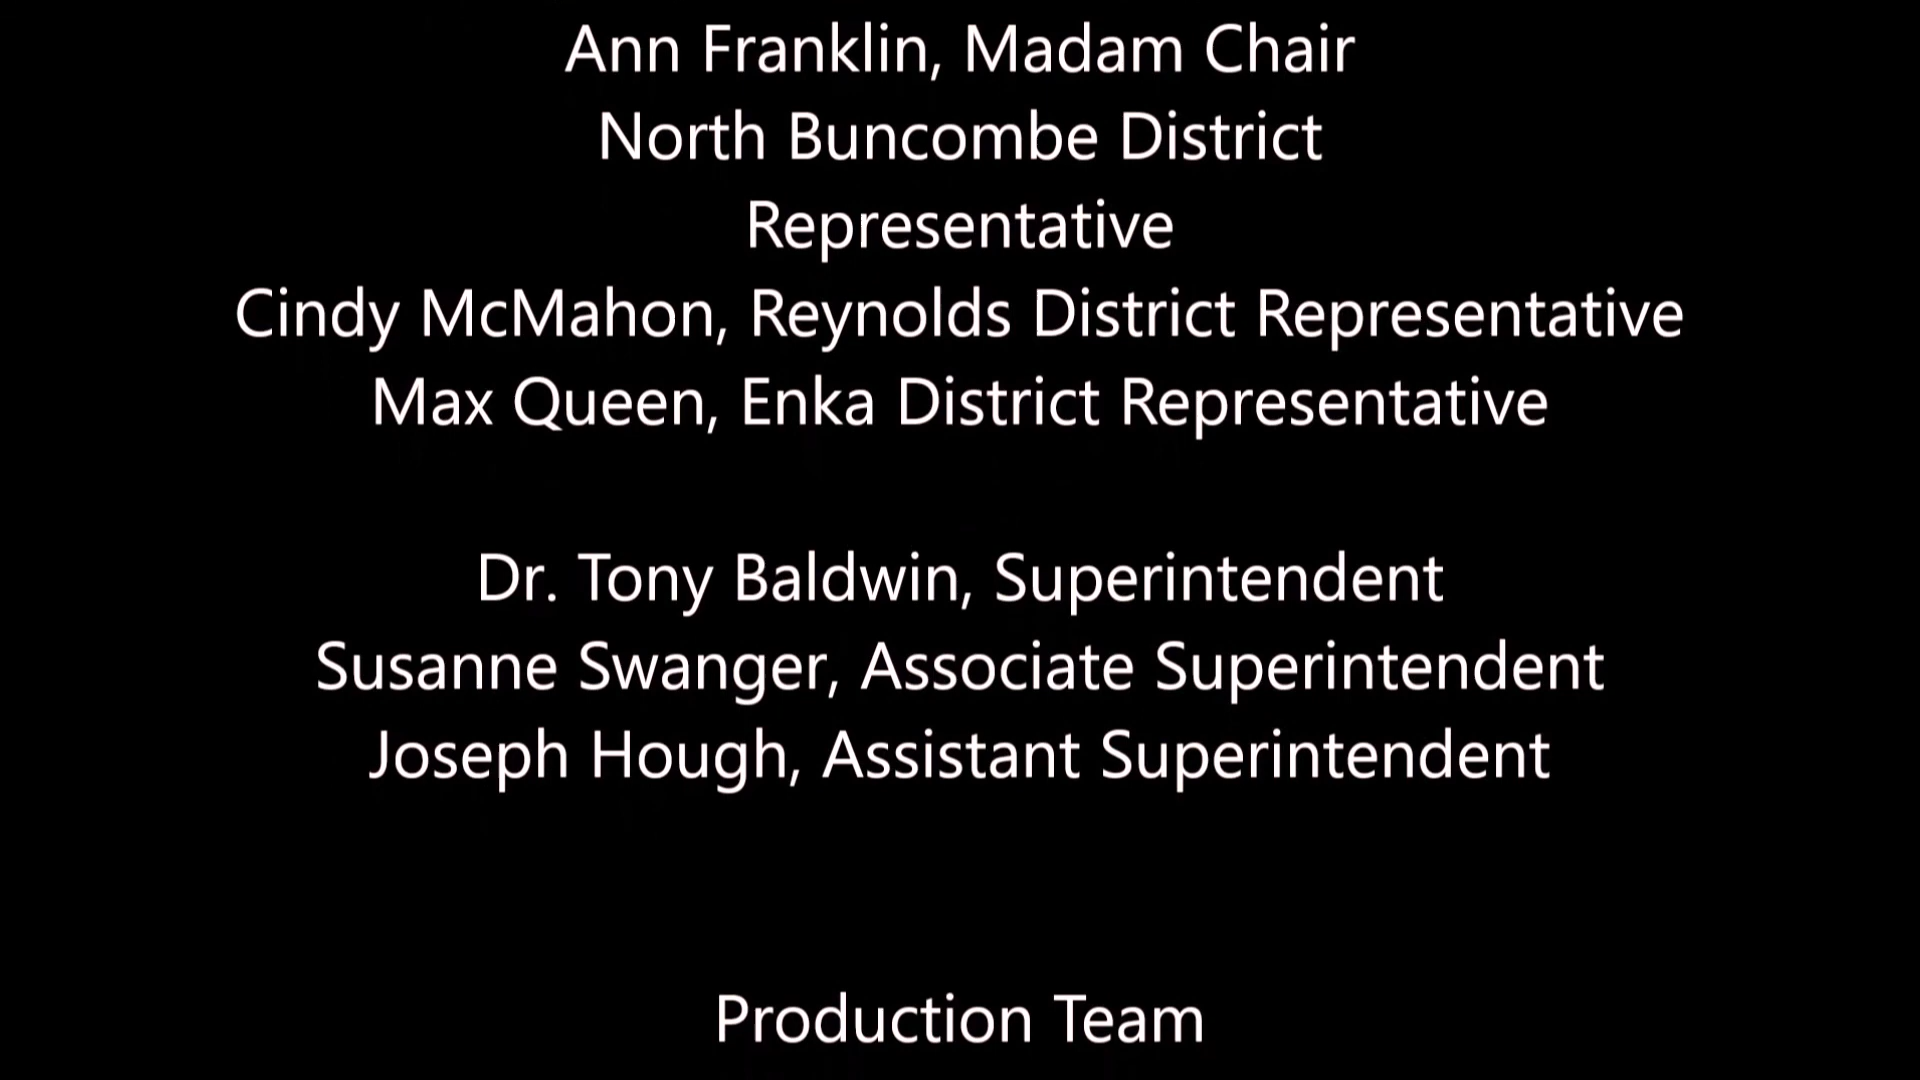 Ann Franklin, Madam Chair
North Buncombe District
Representative
Cindy McMahon, Reynolds District Representative
Max Queen, Enka District Representative
Dr. Tony Baldwin, Superintendent
Susanne Swanger, Associate Superintendent
Joseph Hough, Assistant Superintendent
Production Team